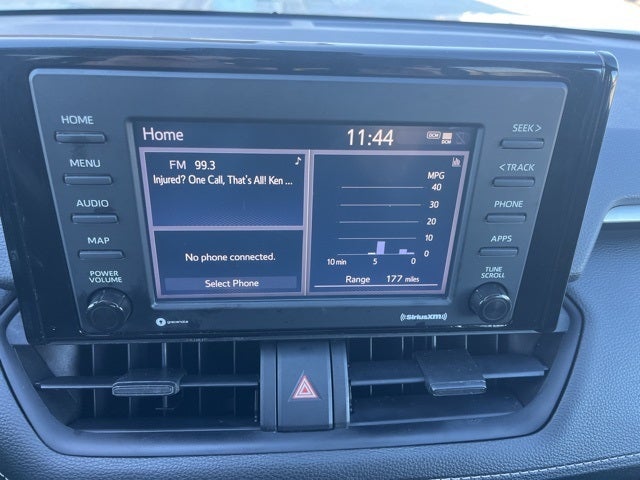 HOME
MENU
AUDIO
MAP
POWER
VOLUME
Home
11:44
DCM
DCM
FM 99.3
Injured? One Call, That's All! Ken ...
No phone connected.
Select Phone
MPG
40
30
20
10
0
10 min 5 0
Range 177 miles
SEEK >
< TRACK
PHONE
APPS
TUNE
SCROLL
gracenote
((SiriusXM))